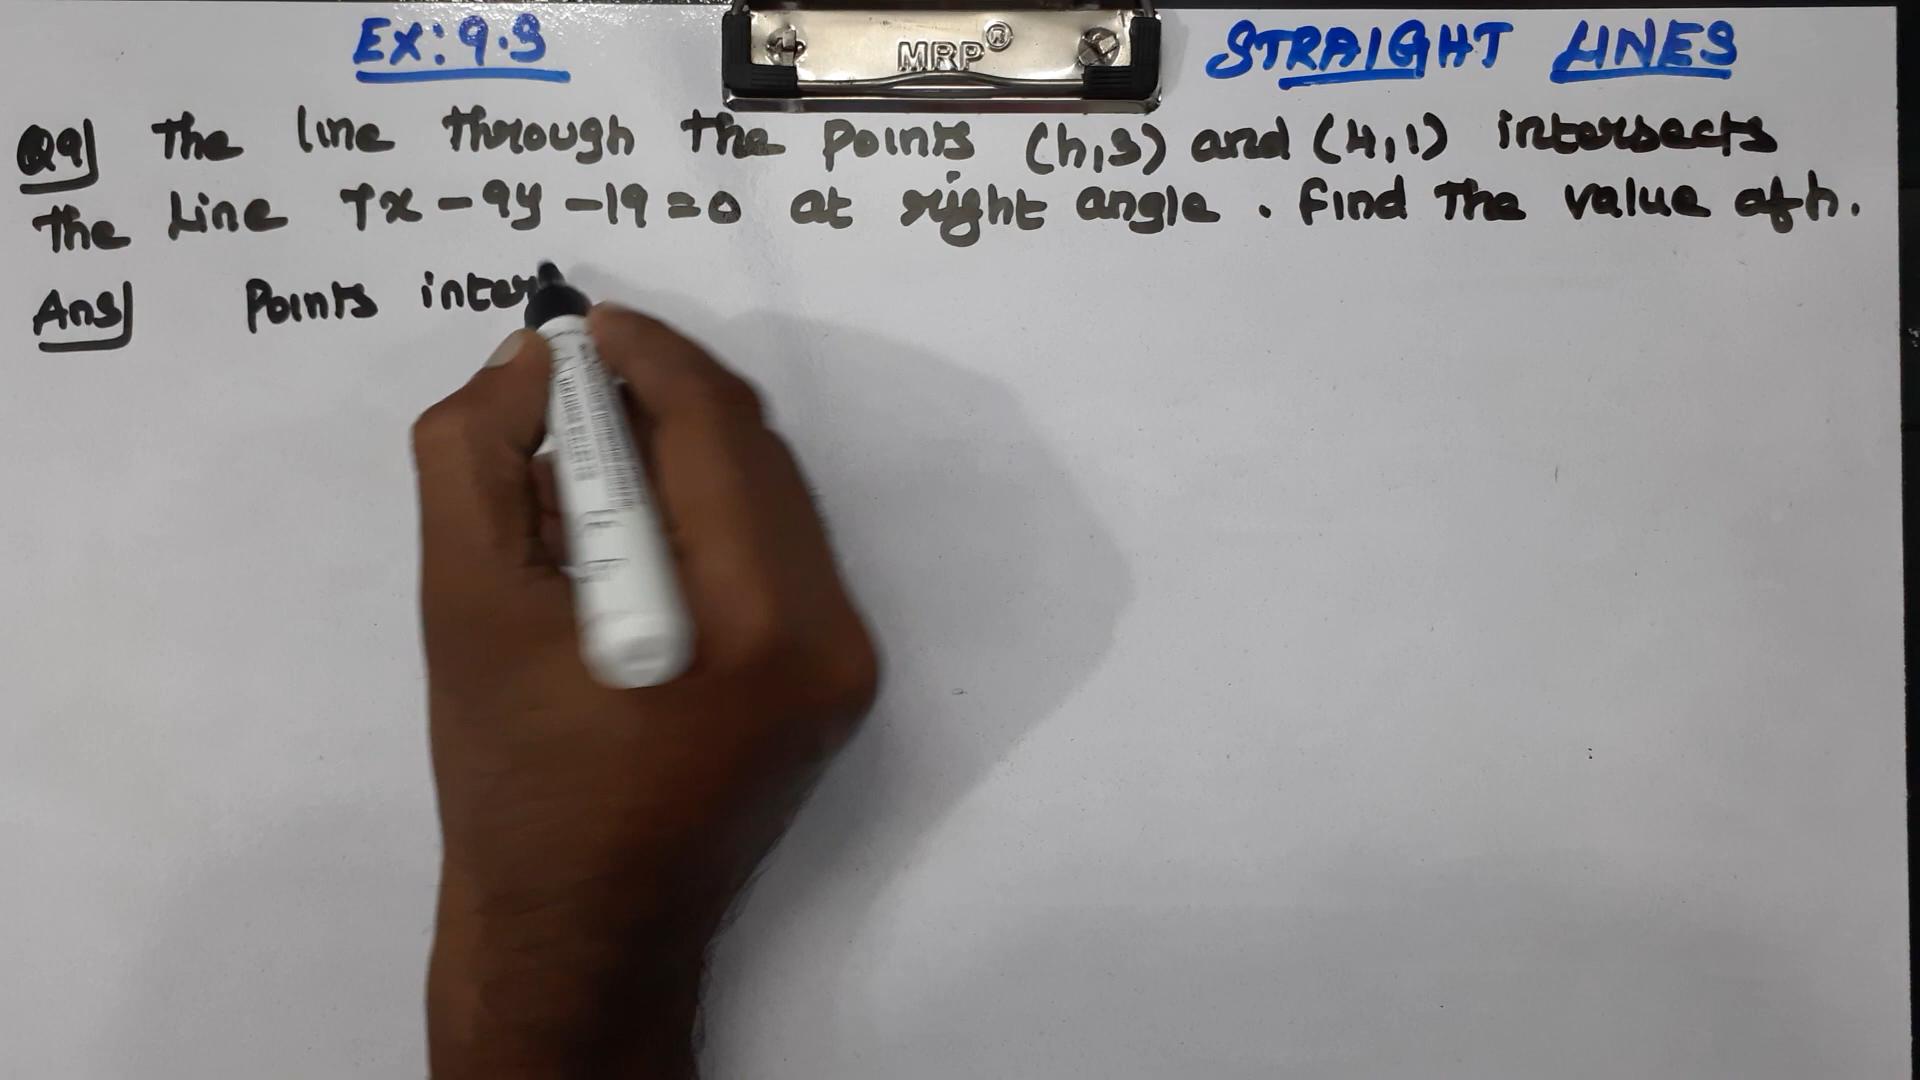 EX: 9.3
MRP®
STRAIGHT LINES
Q9) The line through the points (h,3) and (4,1) intersects
the line 7x - 9y - 19 = 0 at right angle. Find the value of h.
Ans) Points inter